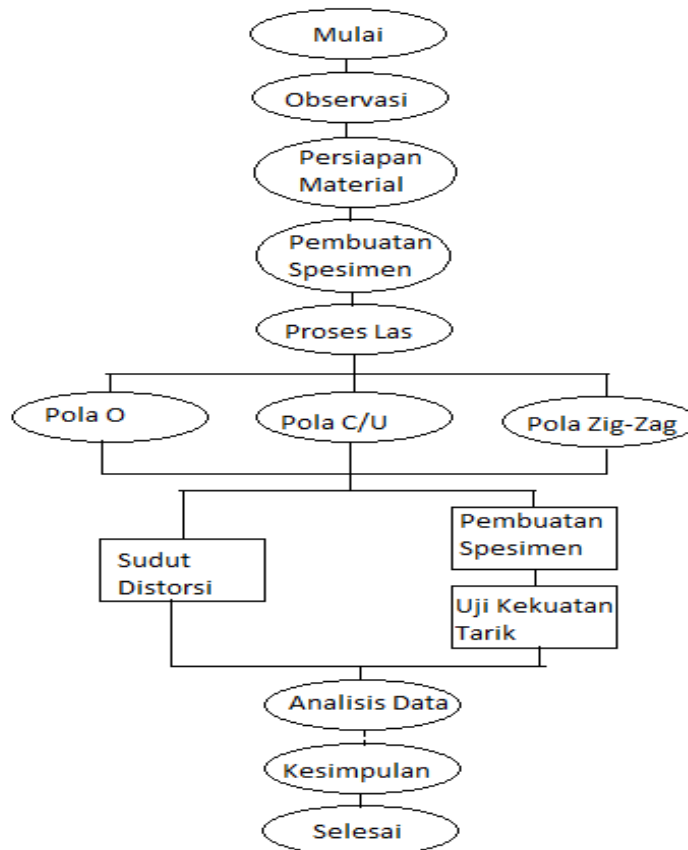 Mulai
Observasi
Persiapan
Material
Pembuatan
Spesimen
Proses Las
Pola O
Pola C/U
Pola Zig-Zag
Sudut
Distorsi
Pembuatan
Spesimen
Uji Kekuatan
Tarik
Analisis Data
Kesimpulan
Selesai